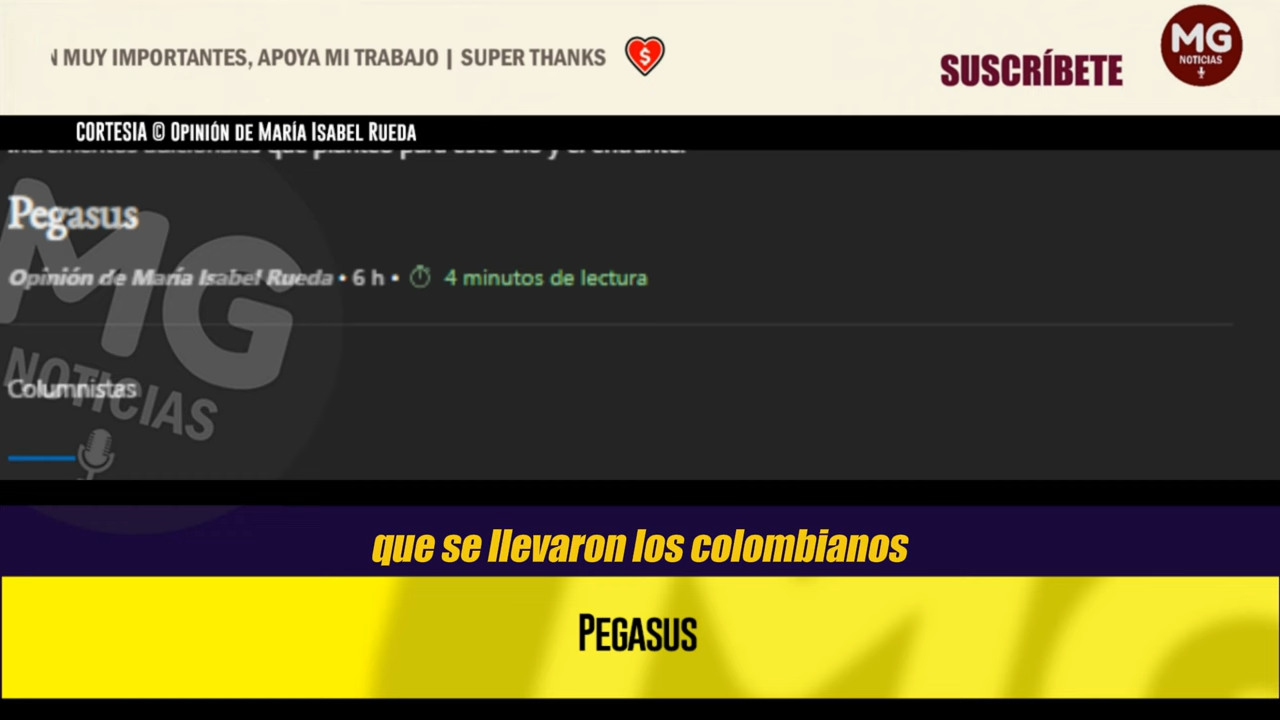 MUY IMPORTANTES, APOYA MI TRABAJO | SUPER THANKS
SUSCRÍBETE
MG
NOTICIAS
CORTESIA © OPINIÓN DE MARÍA ISABEL RUEDA
Pegasus
Opinión de María Isabel Rueda • 6 h • 4 minutos de lectura
MG
NOTICIAS
Columnistas
que se llevaron los colombianos
PEGASUS